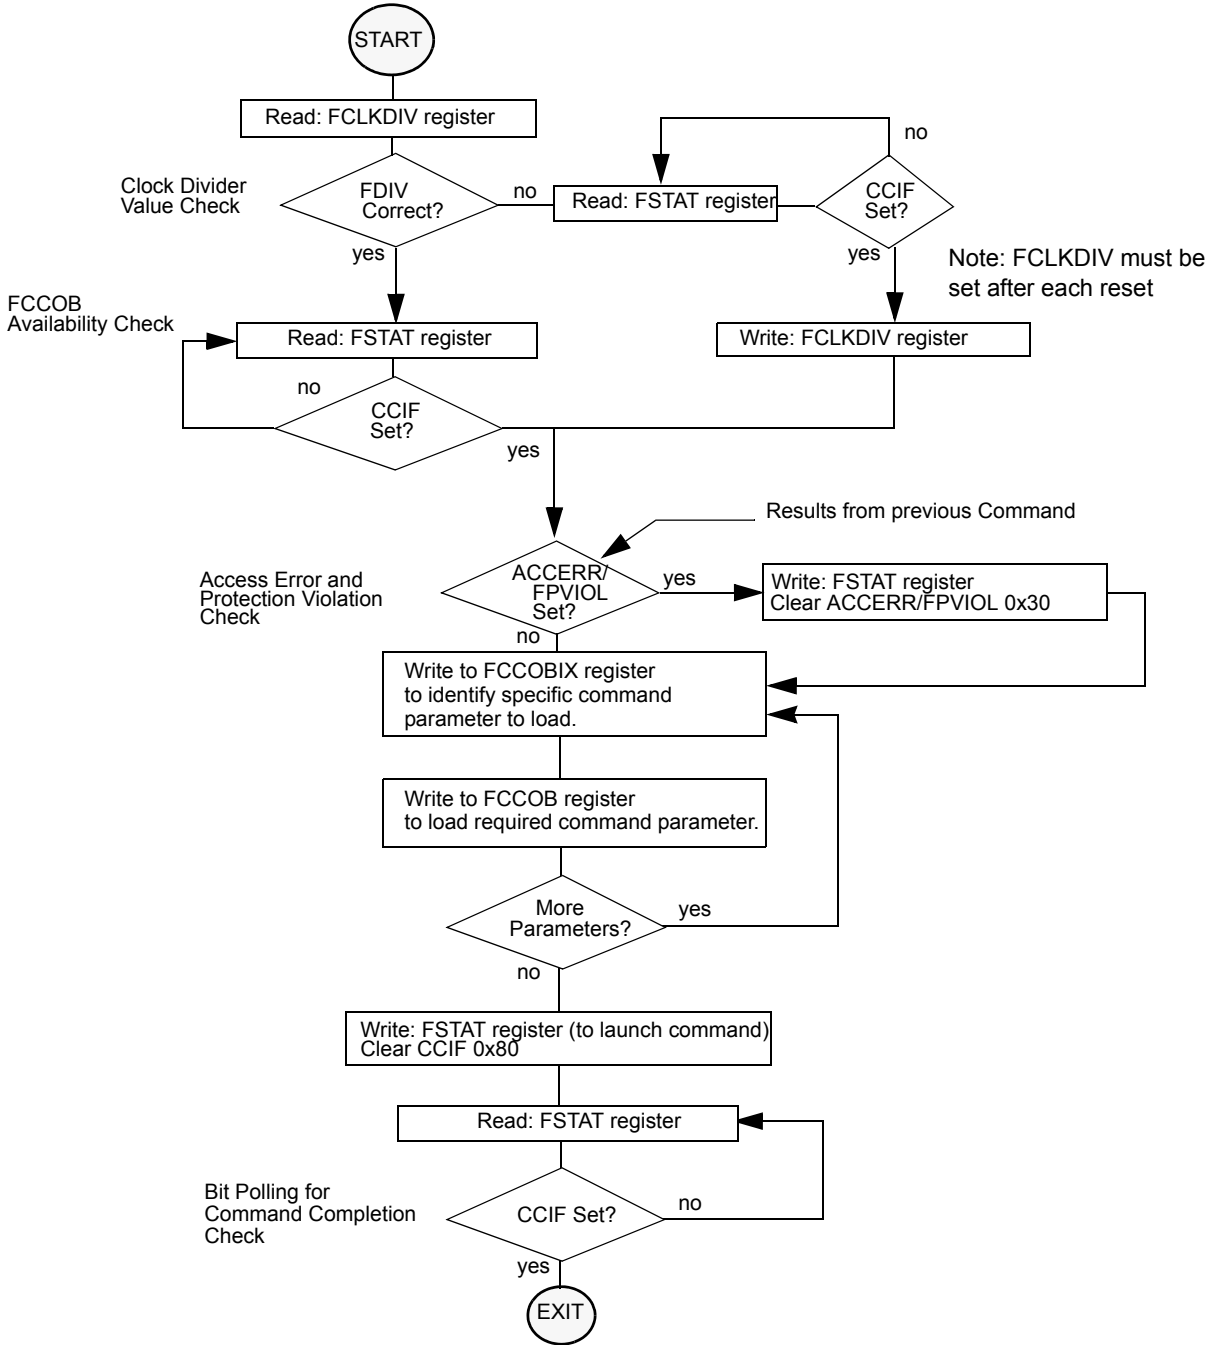 START
Read: FCLKDIV register
no
Clock Divider
Value Check
FDIV
Correct?
no
Read: FSTAT register
CCIF
Set?
yes
yes
Note: FCLKDIV must be
set after each reset
FCCOB
Availability Check
Read: FSTAT register
Write: FCLKDIV register
no
CCIF
Set?
yes
Results from previous Command
Access Error and
Protection Violation
Check
ACCERR/
FPVIOL
Set?
yes
Write: FSTAT register
Clear ACCERR/FPVIOL 0x30
no
Write to FCCOBIX register
to identify specific command
parameter to load.
Write to FCCOB register
to load required command parameter.
More
Parameters?
yes
no
Write: FSTAT register (to launch command)
Clear CCIF 0x80
Read: FSTAT register
Bit Polling for
Command Completion
Check
CCIF Set?
no
yes
EXIT